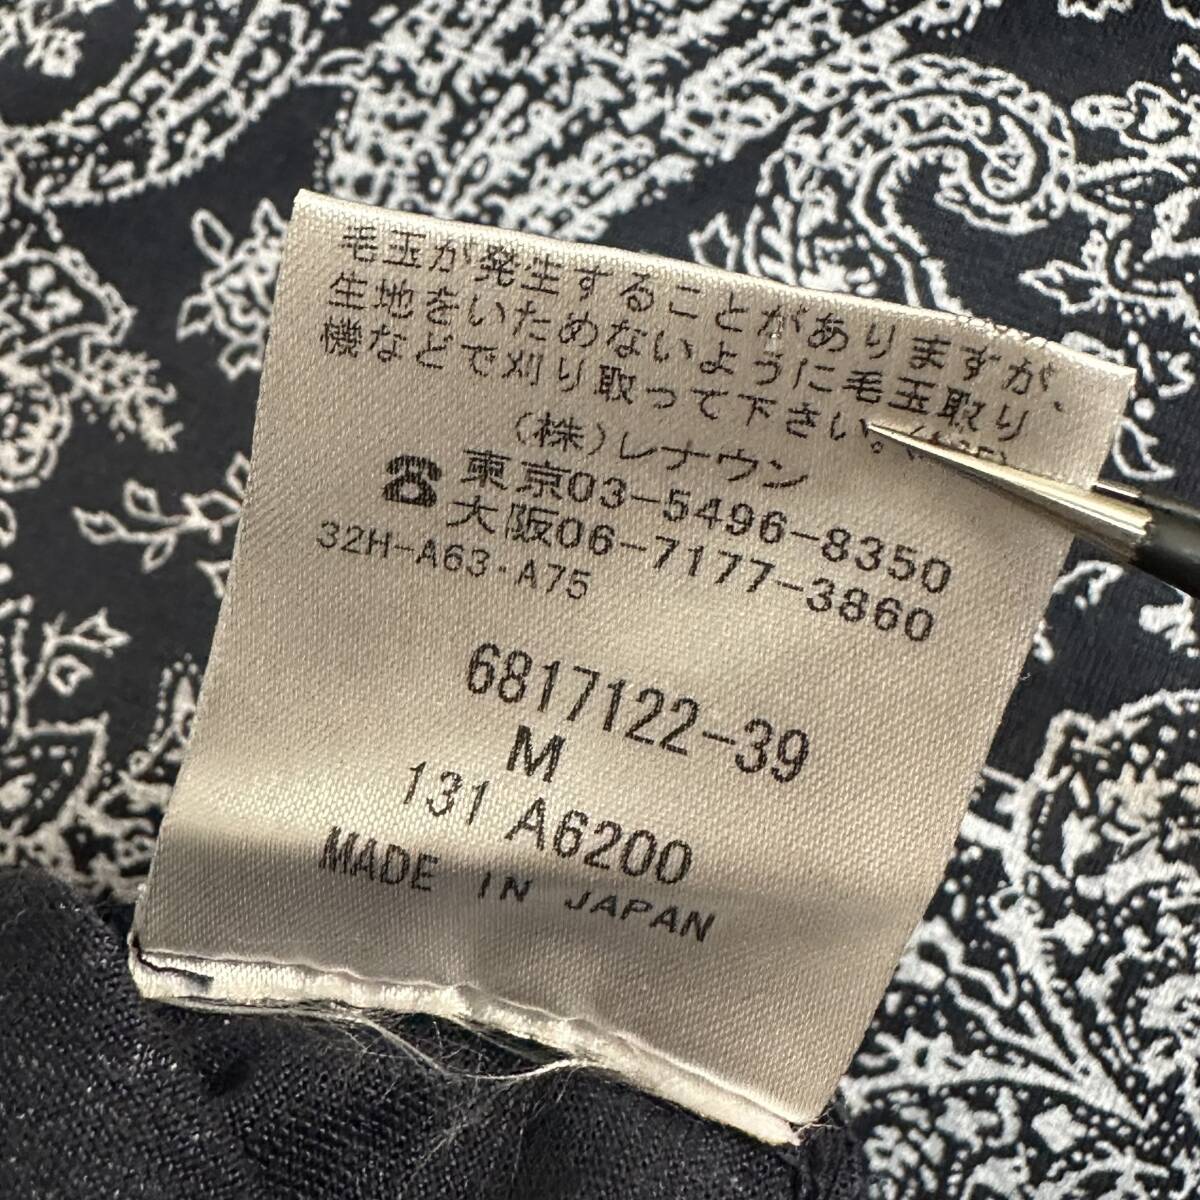 毛玉が発生することがありますが、
生地をいためないように毛玉取り
機などで刈り取って下さい。
(株)レナウン
☎ 東京03-5496-8350
大阪06-7177-3860
32H-A63・A75
6817122-39
M
131 A6200
MADE IN JAPAN